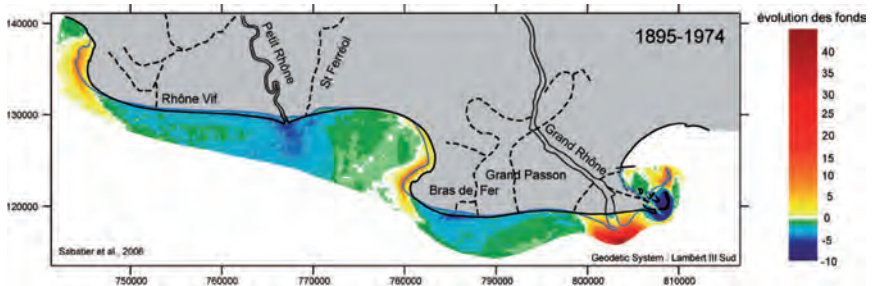 évolution des fonds
1895-1974
140000
130000
120000
Petit Rhône
St Ferréol
Rhône Vif
Grand Rhône
Grand Passon
Bras de Fer
Sabatier et al., 2006
Geodetic System : Lambert III Sud
750000 760000 770000 780000 790000 800000 810000
40
35
30
25
20
15
10
5
0
-5
-10